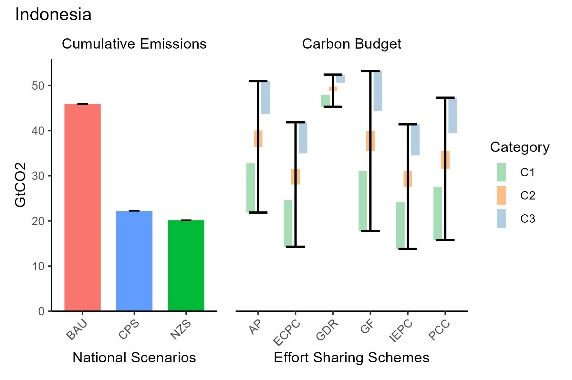 Indonesia
Cumulative Emissions
Carbon Budget
GtCO2
50
40
30
20
10
0
BAU
CPS
NZS
AP
ECPC
GDR
GF
IEPC
PCC
National Scenarios
Effort Sharing Schemes
Category
C1
C2
C3